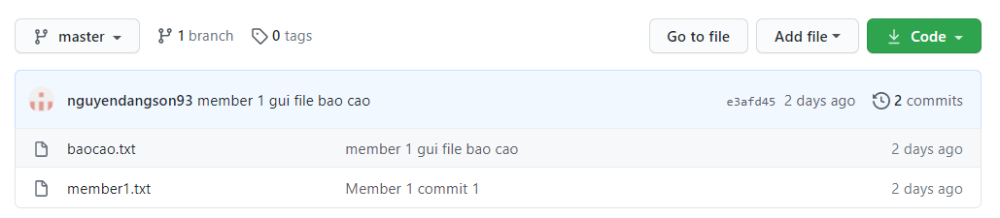 master 1 branch 0 tags Go to file Add file Code
nguyendangson93 member 1 gui file bao cao e3afd45 2 days ago 2 commits
baocao.txt member 1 gui file bao cao 2 days ago
member1.txt Member 1 commit 1 2 days ago